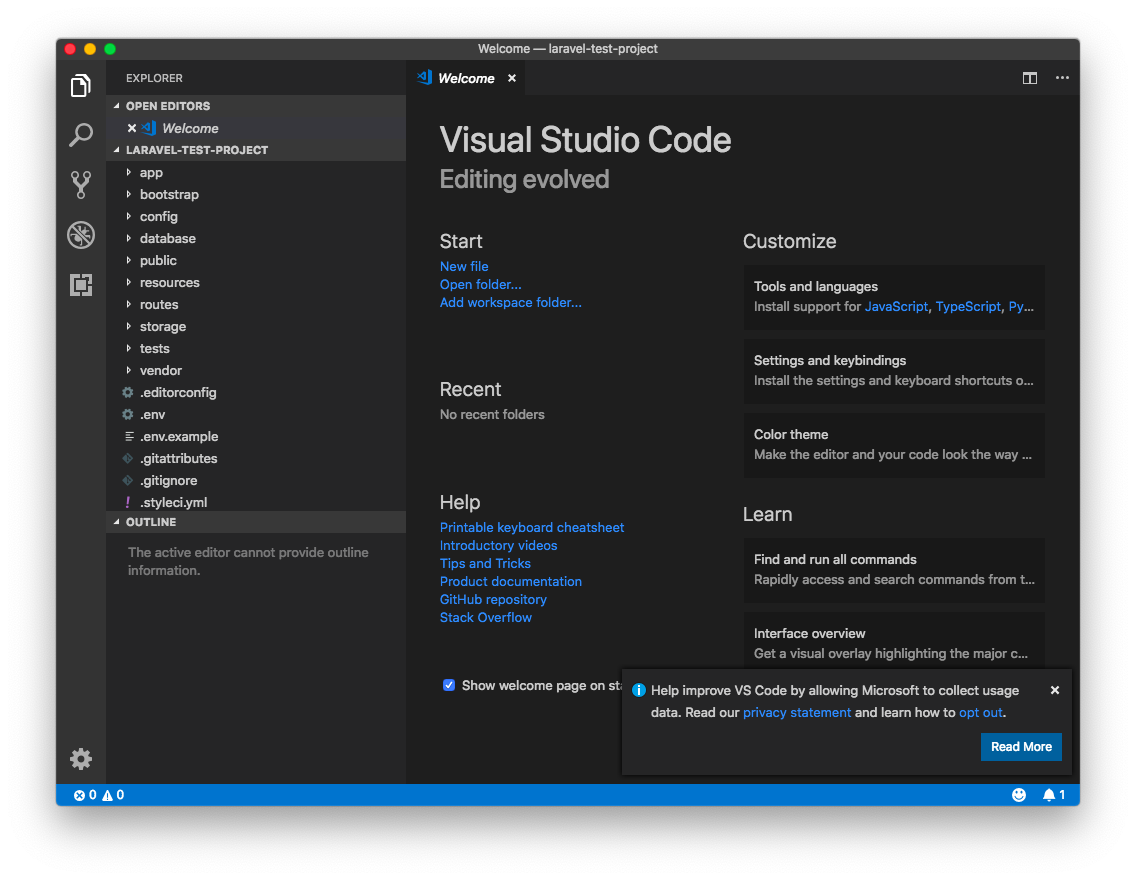 Welcome — laravel-test-project
EXPLORER
OPEN EDITORS
Welcome
LARAVEL-TEST-PROJECT
app
bootstrap
config
database
public
resources
routes
storage
tests
vendor
.editorconfig
.env
.env.example
.gitattributes
.gitignore
.styleci.yml
OUTLINE
The active editor cannot provide outline
information.
Welcome
Visual Studio Code
Editing evolved
Start
New file
Open folder...
Add workspace folder...
Recent
No recent folders
Help
Printable keyboard cheatsheet
Introductory videos
Tips and Tricks
Product documentation
GitHub repository
Stack Overflow
Show welcome page on sta
Customize
Tools and languages
Install support for JavaScript, TypeScript, Py...
Settings and keybindings
Install the settings and keyboard shortcuts o...
Color theme
Make the editor and your code look the way ...
Learn
Find and run all commands
Rapidly access and search commands from t...
Interface overview
Get a visual overlay highlighting the major c...
Help improve VS Code by allowing Microsoft to collect usage
data. Read our privacy statement and learn how to opt out.
Read More
0 0
1